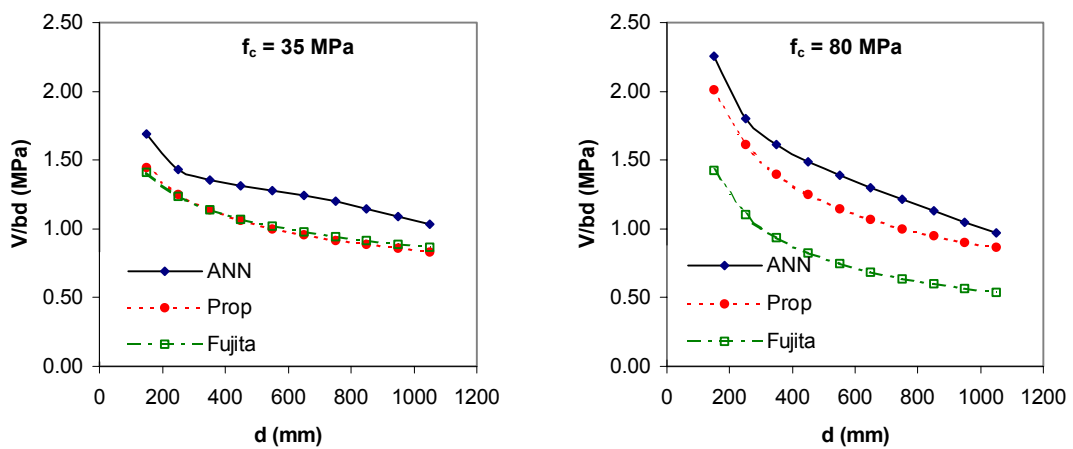 f_c = 35 MPa
V/bd (MPa)
2.50
2.00
1.50
1.00
0.50
0.00
ANN
Prop
Fujita
0 200 400 600 800 1000 1200
d (mm)
f_c = 80 MPa
V/bd (MPa)
2.50
2.00
1.50
1.00
0.50
0.00
ANN
Prop
Fujita
0 200 400 600 800 1000 1200
d (mm)